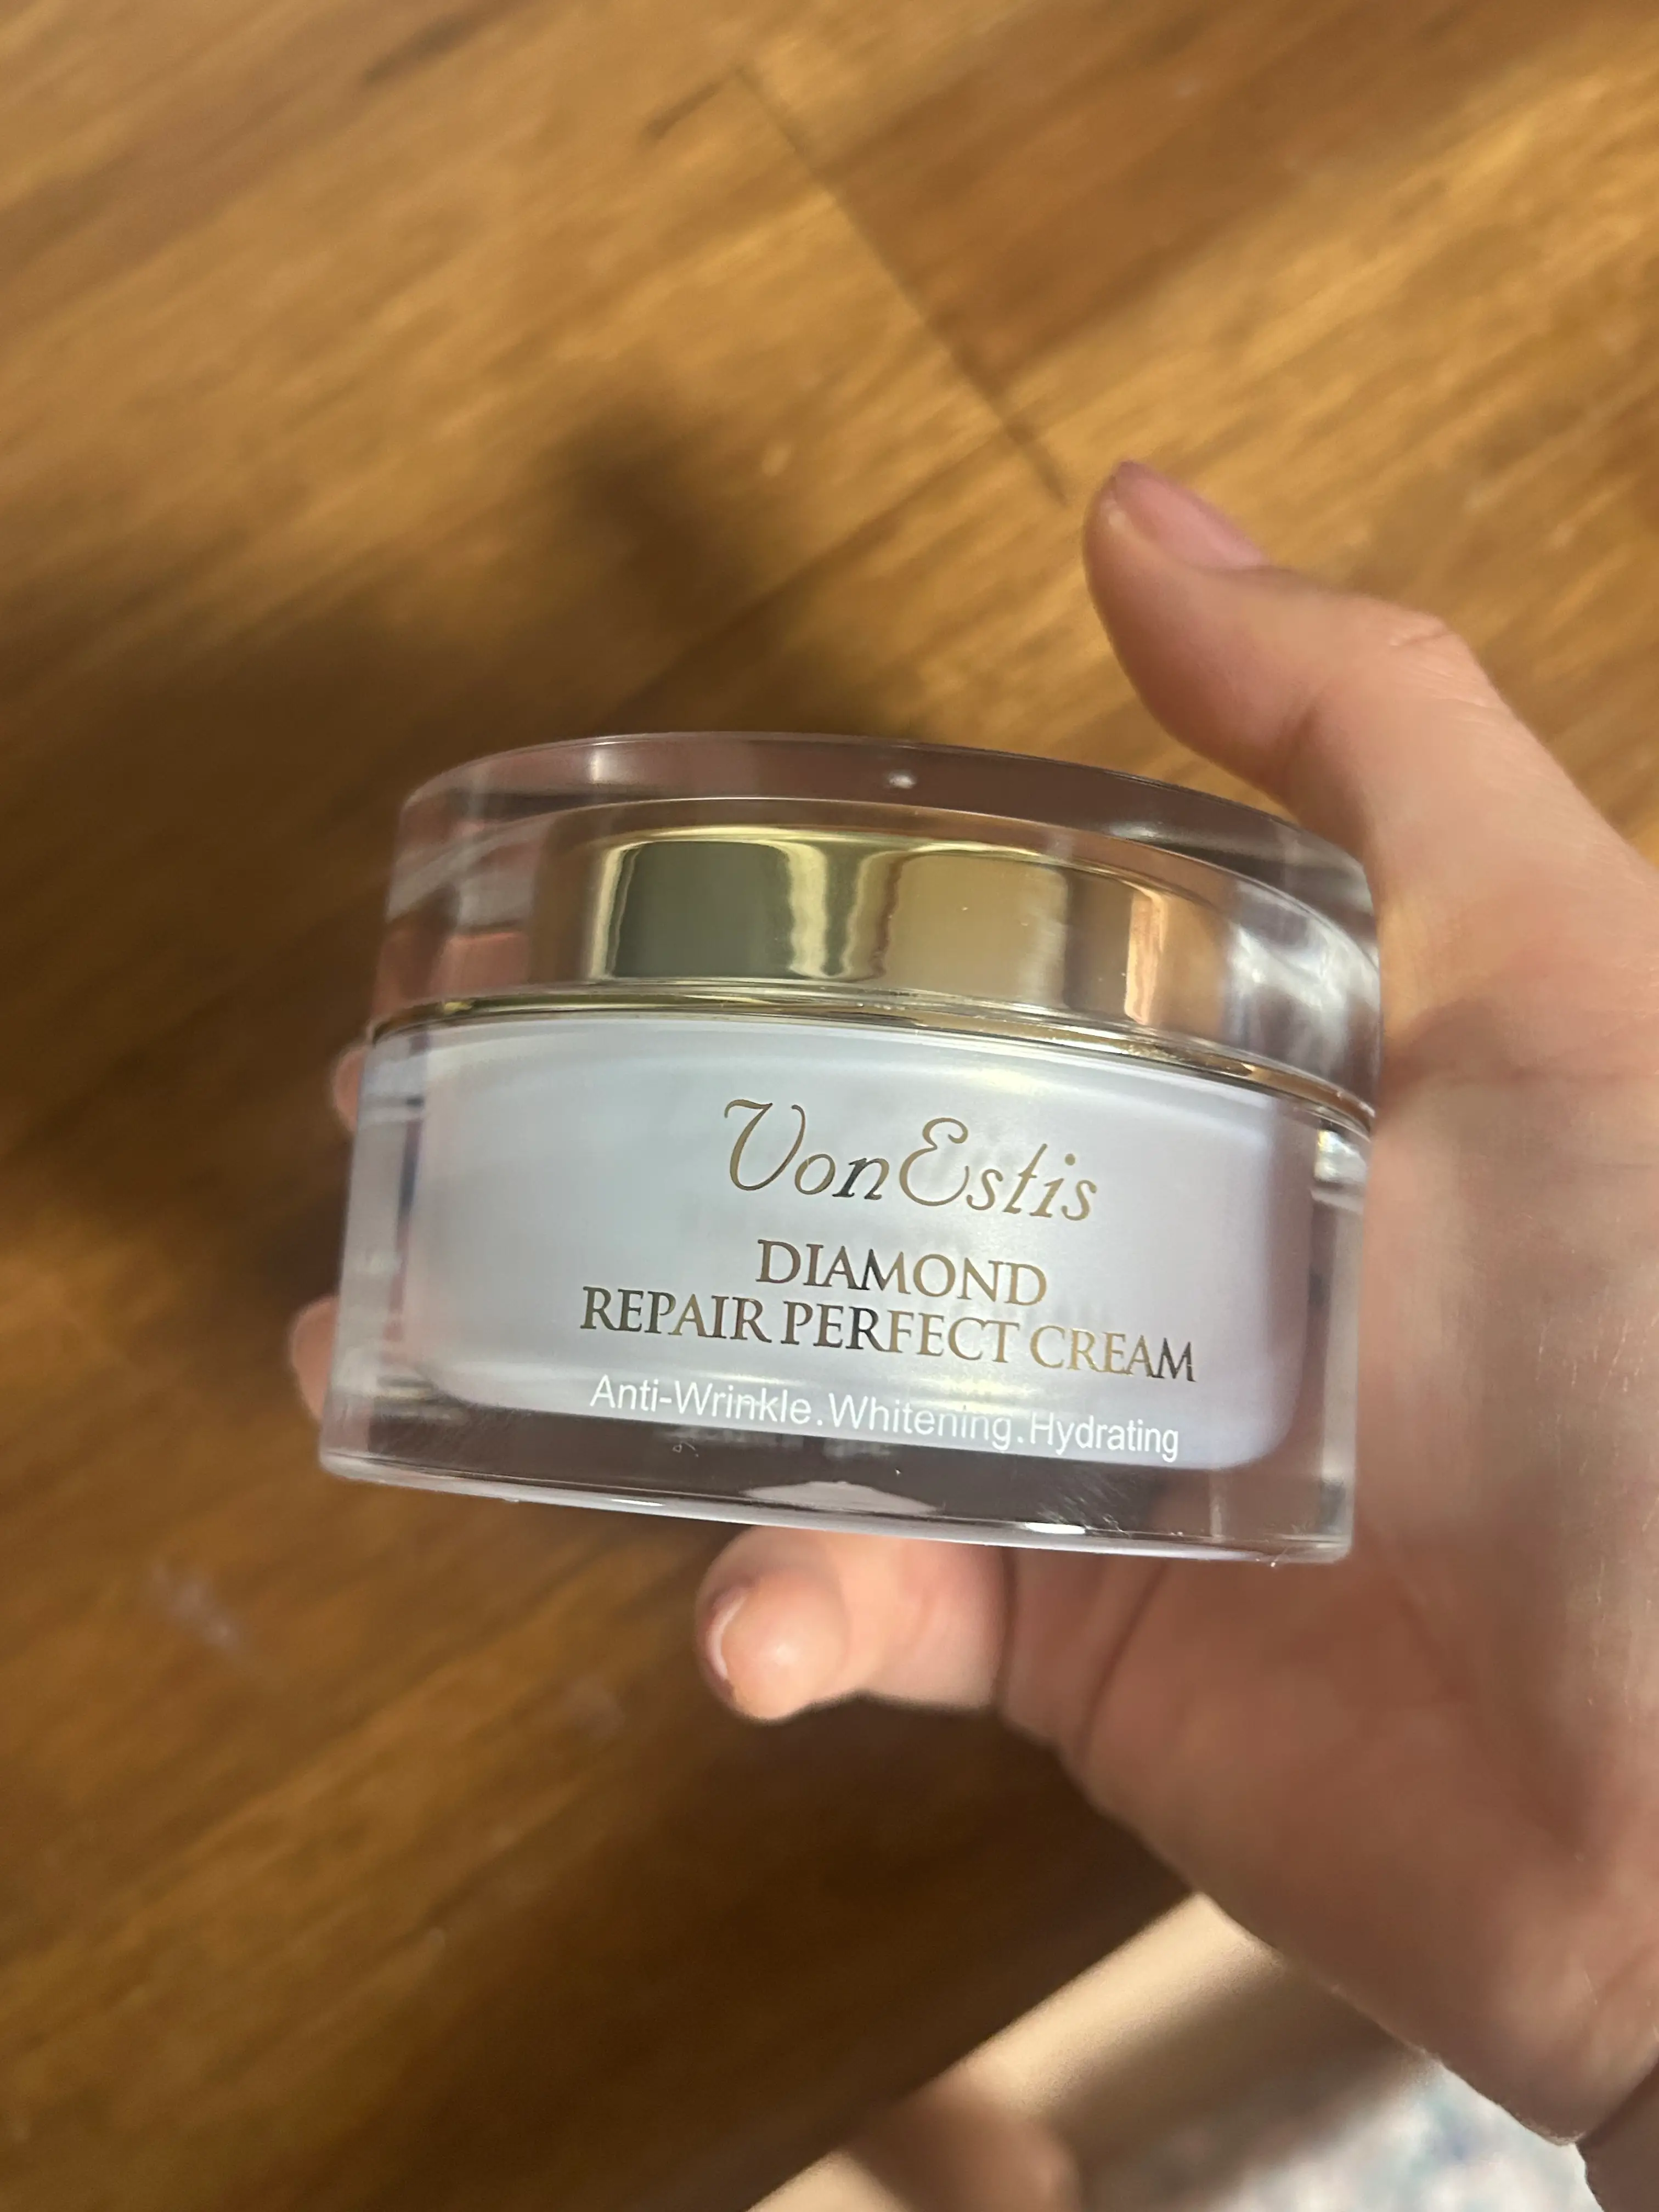 VonEstis
DIAMOND
REPAIR PERFECT CREAM
Anti-Wrinkle.Whitening.Hydrating